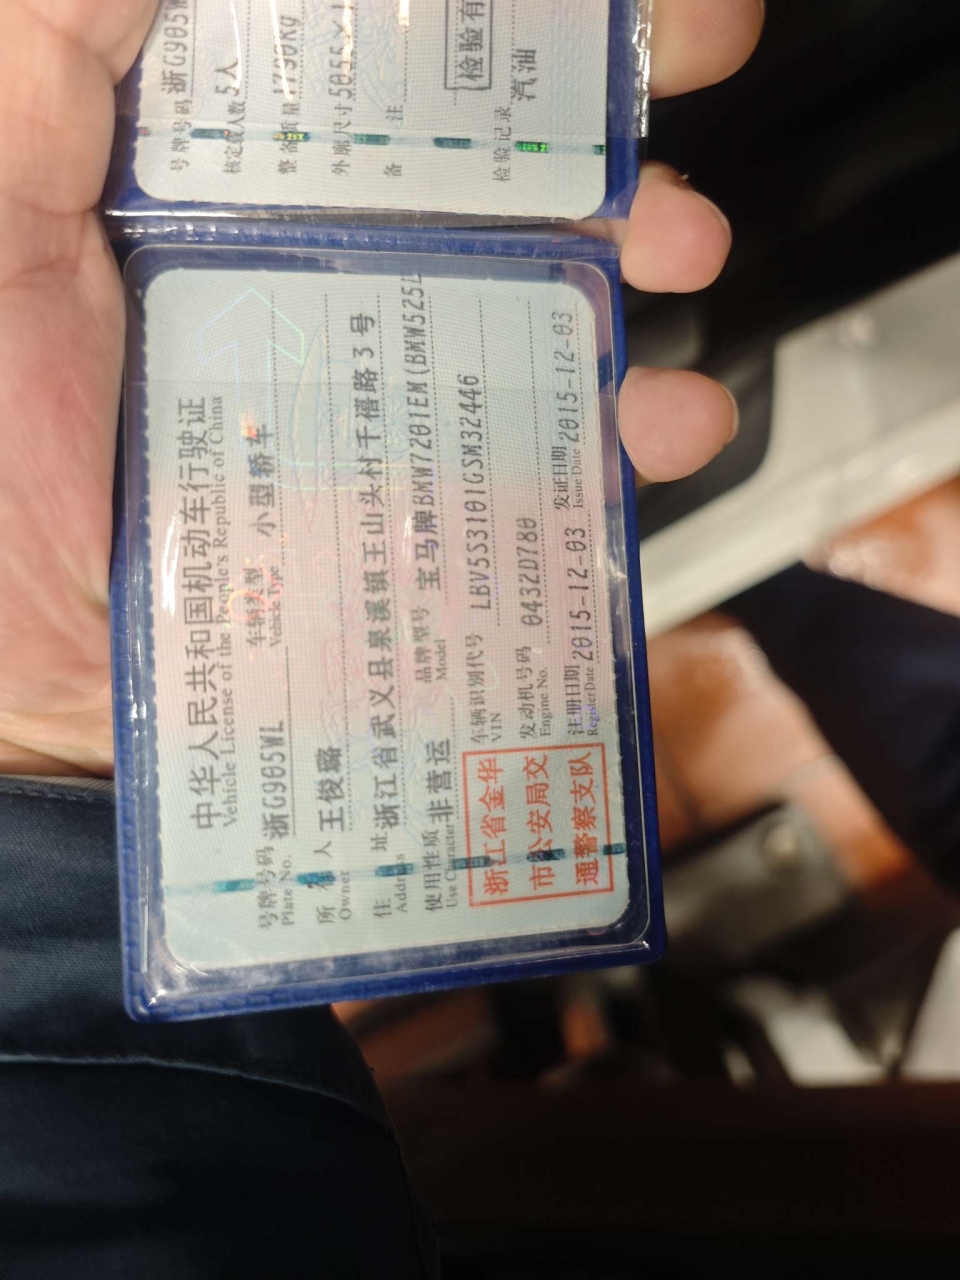 中华人民共和国机动车行驶证
Vehicle License of the People's Republic of China
号牌号码 浙G905WL 车辆类型 小型轿车
Plate No. Vehicle Type
所有人 王俊璐
Owner
住址 浙江省武义县泉溪镇王山头村千禧路3号
Address
使用性质 非营运 品牌型号 宝马牌BMW7201EM(BMW525L
Use Character Model
浙江省金华
市公安局交
通警察支队
车辆识别代号 LBV5S3101GSM32446
VIN
发动机号码 0432D780
Engine No.
注册日期 2015-12-03 发证日期 2015-12-03
Register Date Issue Date
号牌号码 浙G905W
核定载人数 5人
整备质量 1790kg
外廓尺寸 5055X1
备注
检验有
检验记录 汽油